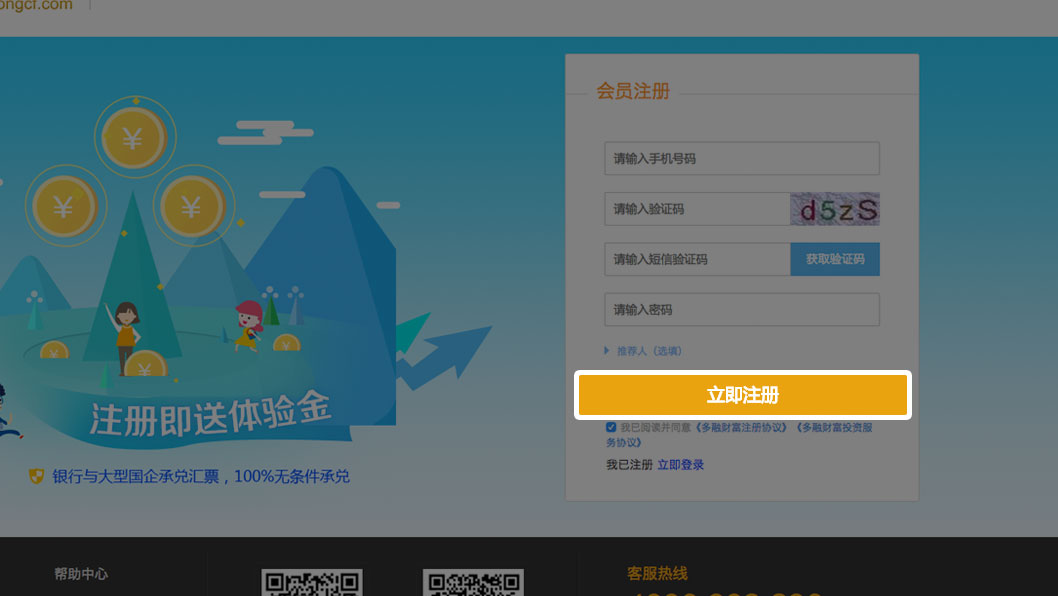 ongcf.com
会员注册
请输入手机号码
请输入验证码
d5zS
请输入短信验证码
获取验证码
请输入密码
推荐人（选填）
立即注册
我已阅读并同意《多融财富注册协议》《多融财富投资服
务协议》
我已注册 立即登录
¥
¥
¥
¥
¥
¥
注册即送体验金
银行与大型国企承兑汇票，100%无条件承兑
帮助中心
客服热线